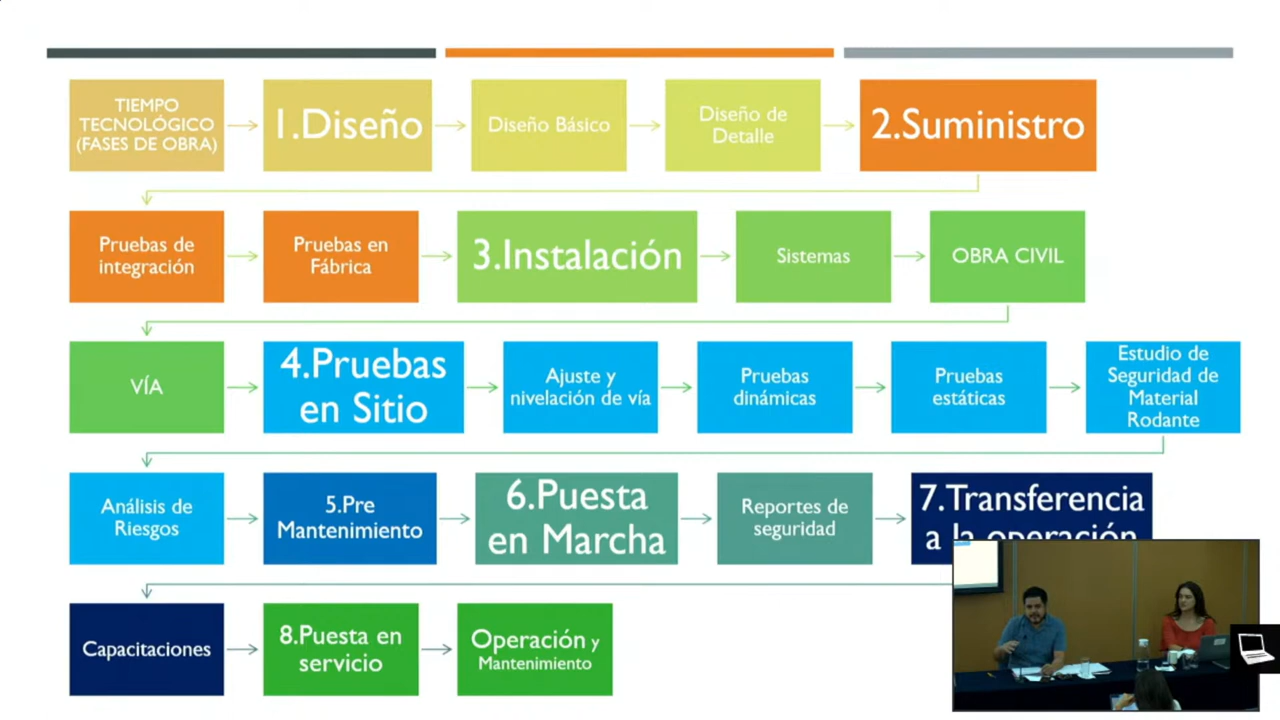 TIEMPO
TECNOLÓGICO
(FASES DE OBRA)
1.Diseño
Diseño Básico
Diseño de
Detalle
2.Suministro
Pruebas de
integración
Pruebas en
Fábrica
3.Instalación
Sistemas
OBRA CIVIL
VÍA
4.Pruebas
en Sitio
Ajuste y
nivelación de vía
Pruebas
dinámicas
Pruebas
estáticas
Estudio de
Seguridad de
Material
Rodante
Análisis de
Riesgos
5.Pre
Mantenimiento
6.Puesta
en Marcha
Reportes de
seguridad
7.Transferencia
a la operación
Capacitaciones
8.Puesta en
servicio
Operación y
Mantenimiento